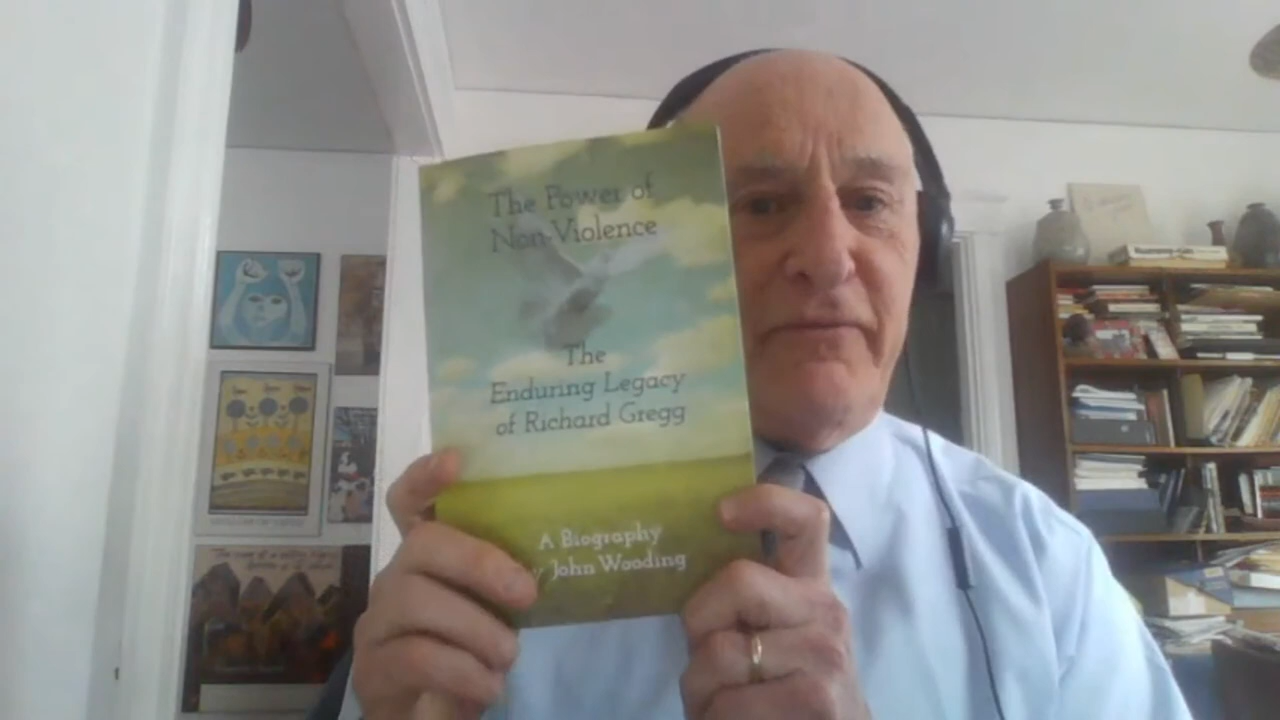 The Power of
Non-Violence
The
Enduring Legacy
of Richard Gregg
A Biography
John Wooding